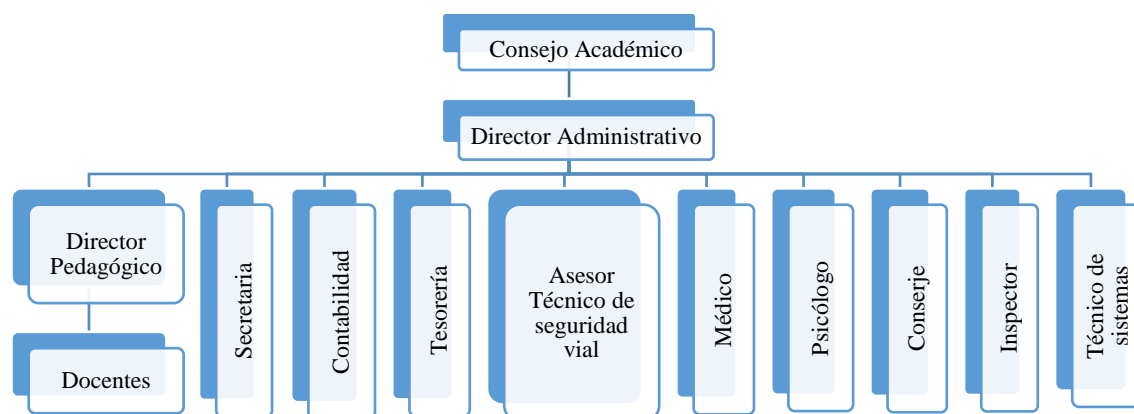 Consejo Académico
Director Administrativo
Director
Pedagógico
Docentes
Secretaria
Contabilidad
Tesorería
Asesor
Técnico de
seguridad
vial
Médico
Psicólogo
Conserje
Inspector
Técnico de
sistemas